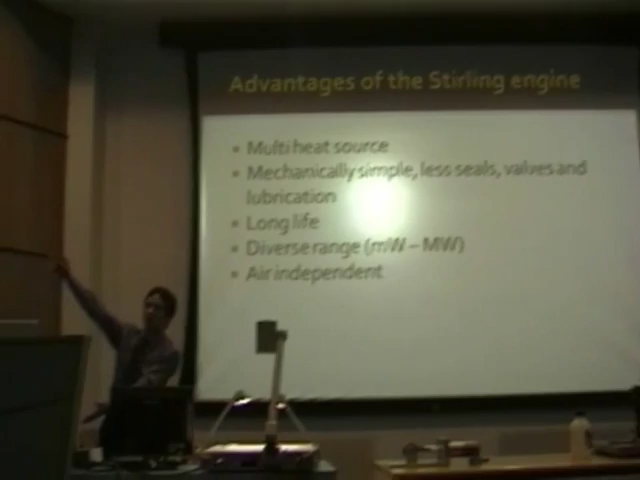 Advantages of the Stirling engine
Multi heat source
Mechanically simple, less seals, valves and
lubrication
Long life
Diverse range (mW – MW)
Air independent